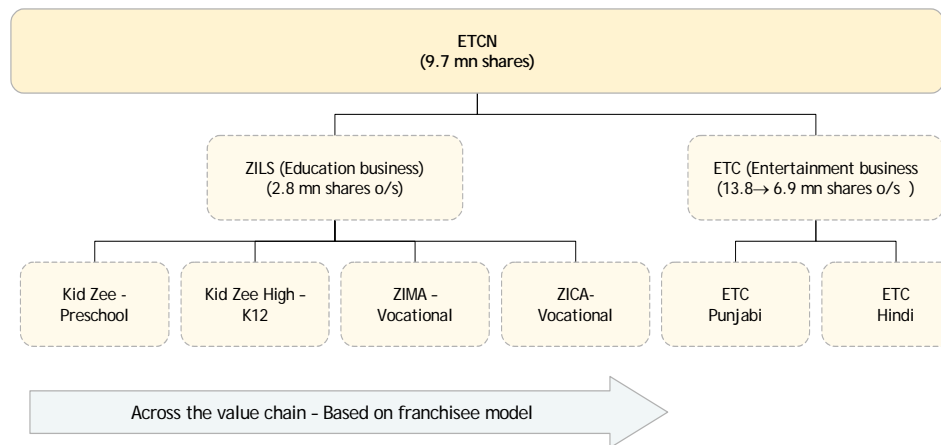 ETCN
(9.7 mn shares)
ZILS (Education business)
(2.8 mn shares o/s)
ETC (Entertainment business
(13.8→ 6.9 mn shares o/s )
Kid Zee -
Preschool
Kid Zee High –
K12
ZIMA –
Vocational
ZICA-
Vocational
ETC
Punjabi
ETC
Hindi
Across the value chain – Based on franchisee model